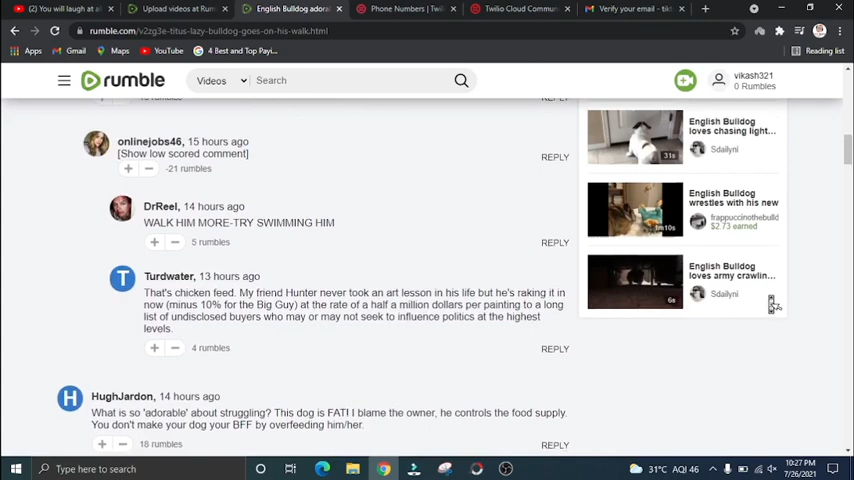 (1) You will laugh at al
Upload videos at Rum
English Bulldog adoral
Phone Numbers | Twil
Twilio Cloud Commun
Verify your email - tikt
rumble.com/v2zg3e-titus-lazy-bulldog-goes-on-his-walk.html
Apps
Gmail
YouTube
4 Best and Top Payi...
Reading list
rumble
Videos
Search
vikash321
0 Rumbles
REPLY
onlinejobs46, 15 hours ago
[Show low scored comment]
-21 rumbles
REPLY
DrReel, 14 hours ago
WALK HIM MORE-TRY SWIMMING HIM
5 rumbles
REPLY
T
Turdwater, 13 hours ago
That's chicken feed. My friend Hunter never took an art lesson in his life but he's raking it in
now (minus 10% for the Big Guy) at the rate of a half a million dollars per painting to a long
list of undisclosed buyers who may or may not seek to influence politics at the highest
levels.
4 rumbles
REPLY
H
HughJardon, 14 hours ago
What is so 'adorable' about struggling? This dog is FAT! I blame the owner, he controls the food supply.
You don't make your dog your BFF by overfeeding him/her.
18 rumbles
REPLY
English Bulldog
loves chasing light...
Sdailyni
31s
English Bulldog
wrestles with his new
frappuccinothebulld
$2.73 earned
1m10s
English Bulldog
loves army crawlin...
Sdailyni
6s
Type here to search
31°C AQI 46
10:27 PM
7/26/2021